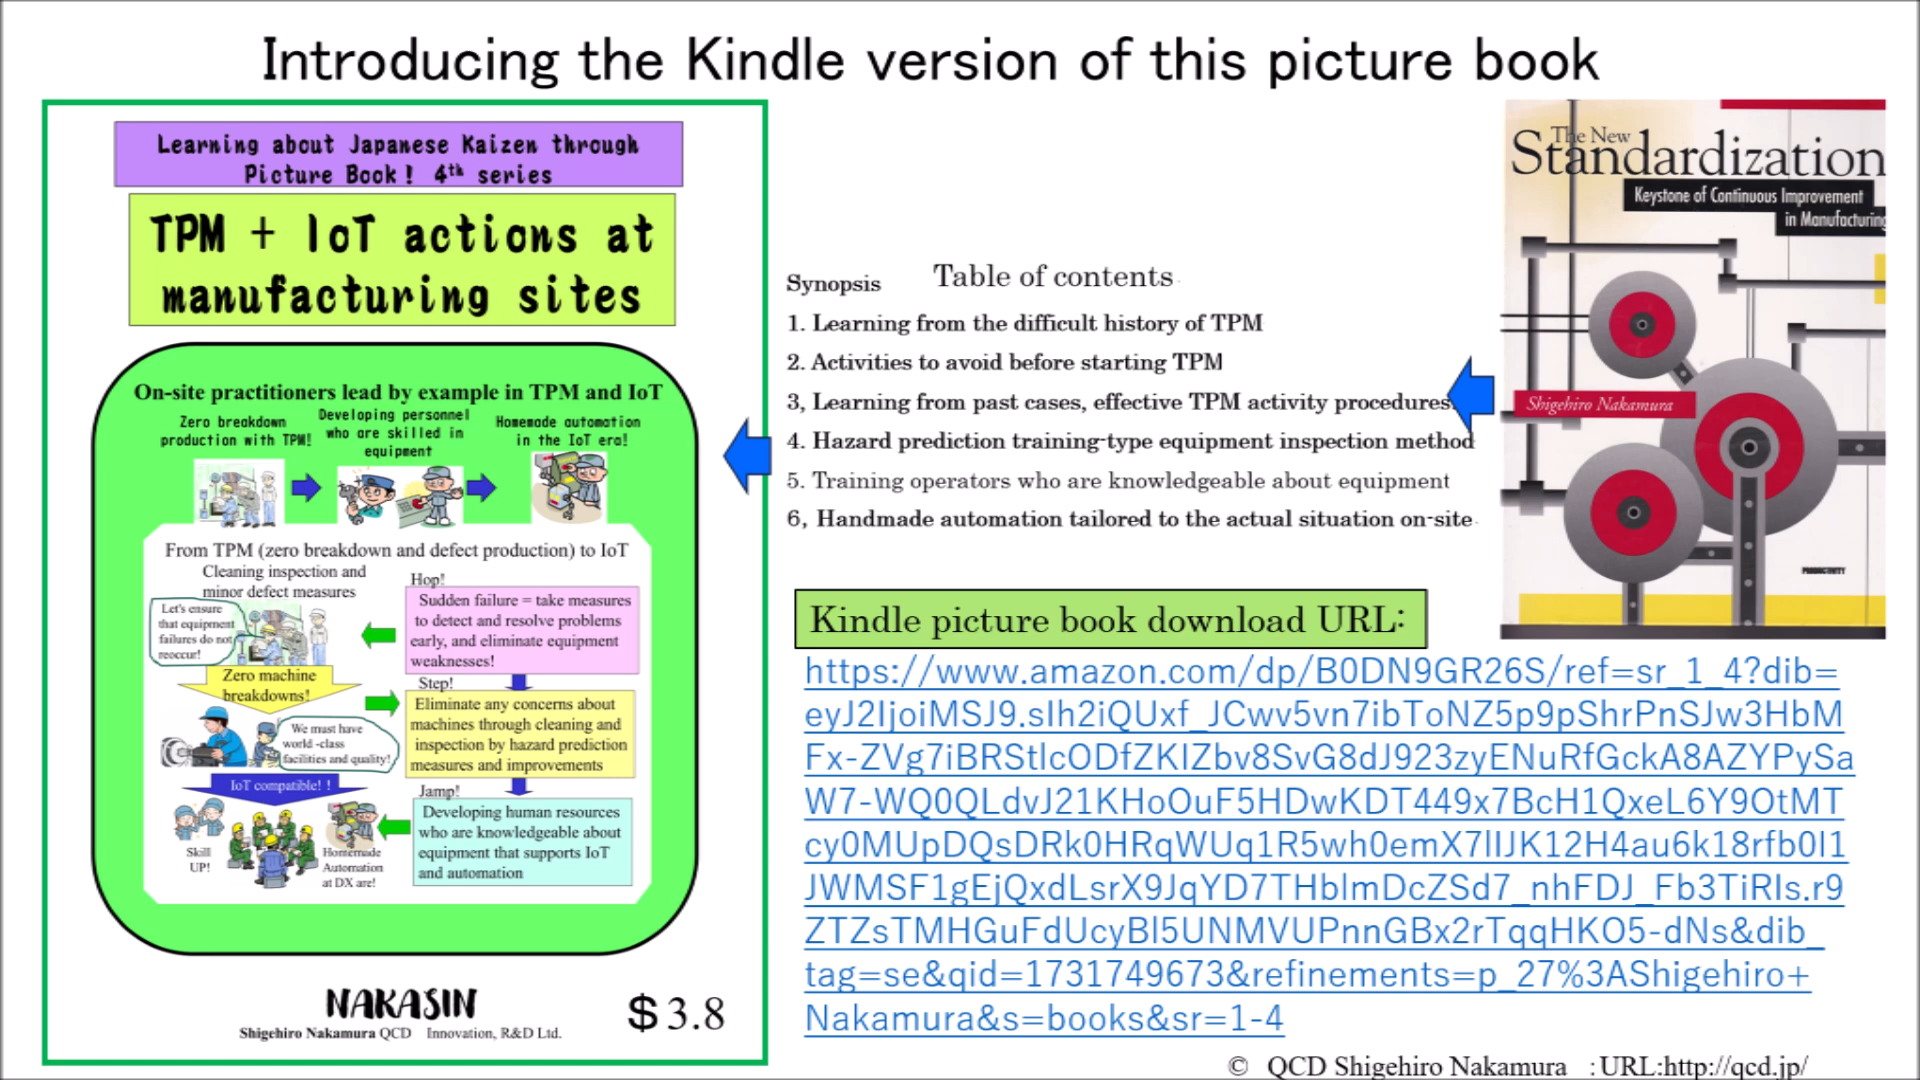 Introducing the Kindle version of this picture book
Learning about Japanese Kaizen through
Picture Book! 4th series
TPM + IoT actions at
manufacturing sites
On-site practitioners lead by example in TPM and IoT
Zero breakdown
production with TPM!
Developing personnel
who are skilled in
equipment
Homemade automation
in the IoT era!
From TPM (zero breakdown and defect production) to IoT
Cleaning inspection and
minor defect measures
Let's ensure
that equipment
failures do not
reoccur!
Hop!
Sudden failure = take measures
to detect and resolve problems
early, and eliminate equipment
weaknesses!
Zero machine
breakdowns!
Step!
Eliminate any concerns about
machines through cleaning and
inspection by hazard prediction
measures and improvements
We must have
world -class
facilities and quality!
IoT compatible! !
Jump!
Developing human resources
who are knowledgeable about
equipment that supports IoT
and automation
Skill
UP!
Homemade
Automation
at DX are!
NAKASIN
Shigehiro Nakamura QCD Innovation, R&D Ltd.
$3.8
Synopsis Table of contents
1. Learning from the difficult history of TPM
2. Activities to avoid before starting TPM
3, Learning from past cases, effective TPM activity procedures.
4. Hazard prediction training-type equipment inspection method
5. Training operators who are knowledgeable about equipment
6, Handmade automation tailored to the actual situation on-site
The New
Standardization
Keystone of Continuous Improvement
in Manufacturing
Shigehiro Nakamura
PRODUCTIVITY
Kindle picture book download URL:
https://www.amazon.com/dp/B0DN9GR26S/ref=sr_1_4?dib=
eyJ2IjoiMSJ9.sIh2iQUxf_JCwv5vn7ibToNZ5p9pShrPnSJw3HbM
Fx-ZVg7iBRStlcODfZKIZbv8SvG8dJ923zyENuRfGckA8AZYPySa
W7-WQ0QLdvJ21KHoOuF5HDwKDT449x7BcH1QxeL6Y9OtMT
cy0MUpDQsDRk0HRqWUq1R5wh0emX7lIJK12H4au6k18rfb0I1
JWMSF1gEjQxdLsrX9JqYD7THblmDcZSd7_nhFDJ_Fb3TiRIs.r9
ZTZsTMHGuFdUcyBl5UNMVUPnnGBx2rTqqHKO5-dNs&dib_
tag=se&qid=1731749673&refinements=p_27%3AShigehiro+
Nakamura&s=books&sr=1-4
© QCD Shigehiro Nakamura :URL:http://qcd.jp/